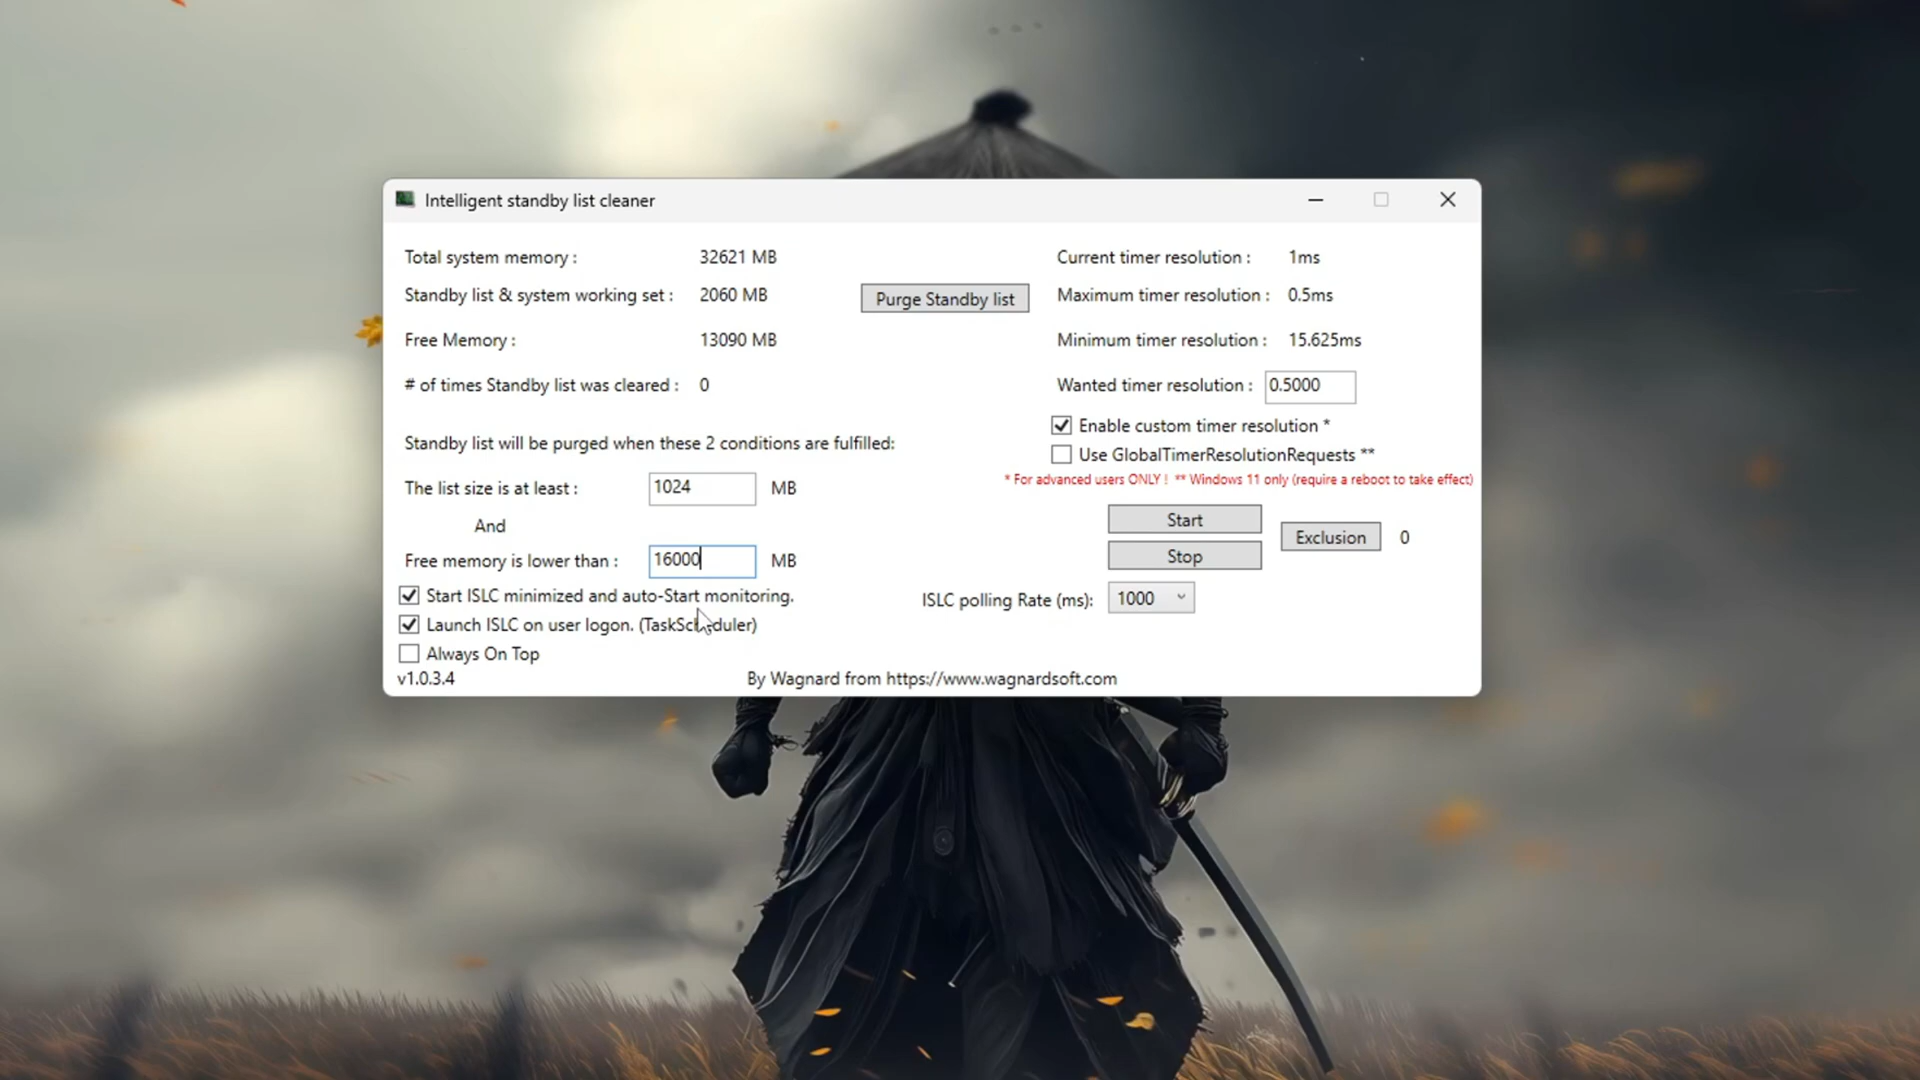 Intelligent standby list cleaner
Total system memory : 32621 MB
Standby list & system working set : 2060 MB
Purge Standby list
Free Memory : 13090 MB
# of times Standby list was cleared : 0
Standby list will be purged when these 2 conditions are fulfilled:
The list size is at least : 1024 MB
And
Free memory is lower than : 16000 MB
Start ISLC minimized and auto-Start monitoring.
Launch ISLC on user logon. (TaskScheduler)
Always On Top
v1.0.3.4
Current timer resolution : 1ms
Maximum timer resolution : 0.5ms
Minimum timer resolution : 15.625ms
Wanted timer resolution : 0.5000
Enable custom timer resolution *
Use GlobalTimerResolutionRequests **
* For advanced users ONLY ! ** Windows 11 only (require a reboot to take effect)
Start
Stop
Exclusion 0
ISLC polling Rate (ms): 1000
By Wagnard from https://www.wagnardsoft.com